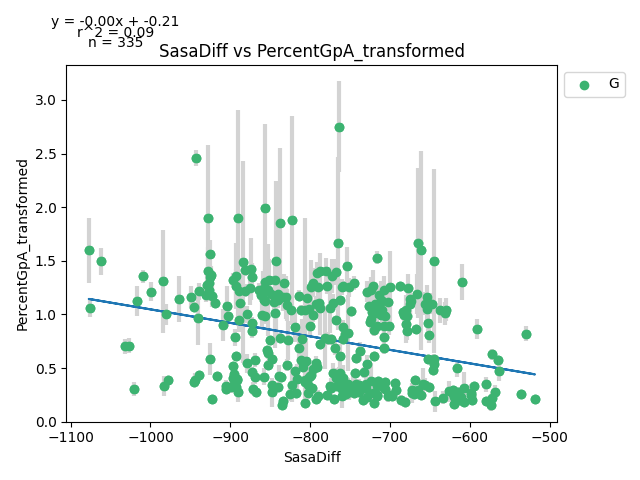 y = -0.00x + -0.21
r^2 = 0.09
n = 335
SasaDiff vs PercentGpA_transformed
G
3.0
2.5
2.0
1.5
1.0
0.5
0.0
PercentGpA_transformed
−1100 −1000 −900 −800 −700 −600 −500
SasaDiff